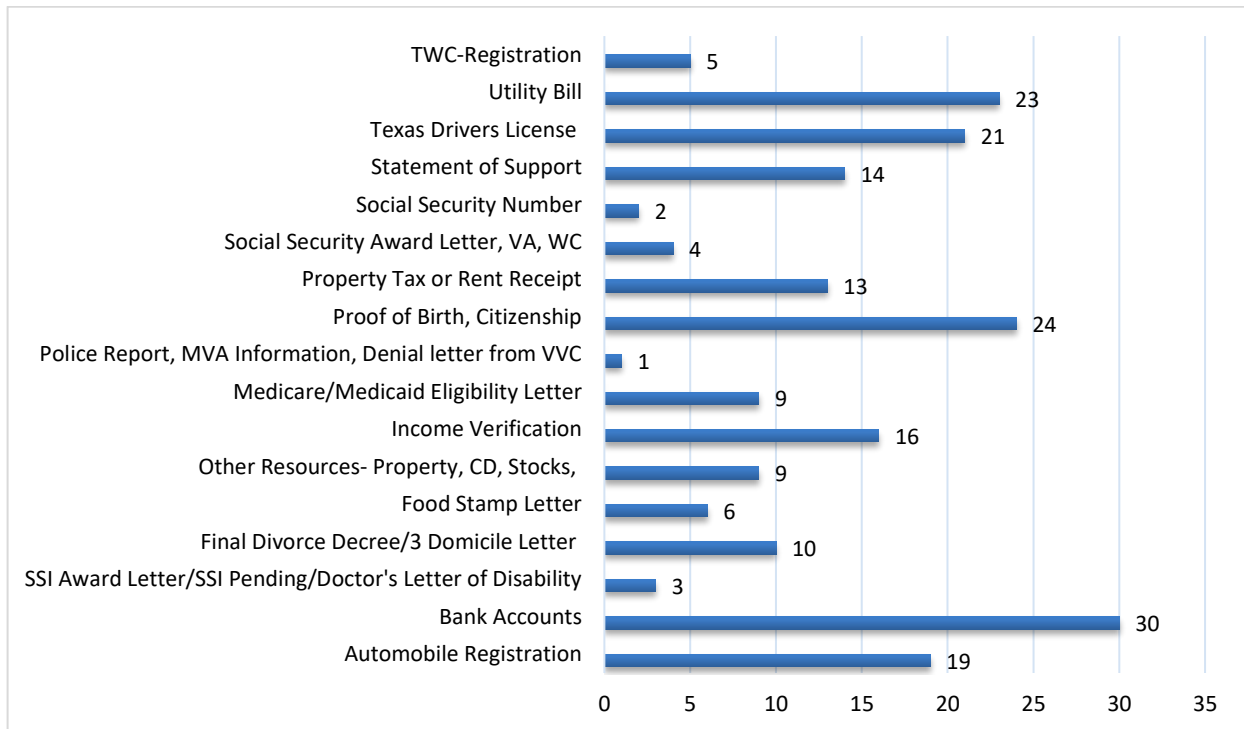 TWC-Registration 5
Utility Bill 23
Texas Drivers License 21
Statement of Support 14
Social Security Number 2
Social Security Award Letter, VA, WC 4
Property Tax or Rent Receipt 13
Proof of Birth, Citizenship 24
Police Report, MVA Information, Denial letter from VVC 1
Medicare/Medicaid Eligibility Letter 9
Income Verification 16
Other Resources- Property, CD, Stocks, 9
Food Stamp Letter 6
Final Divorce Decree/3 Domicile Letter 10
SSI Award Letter/SSI Pending/Doctor's Letter of Disability 3
Bank Accounts 30
Automobile Registration 19
0 5 10 15 20 25 30 35